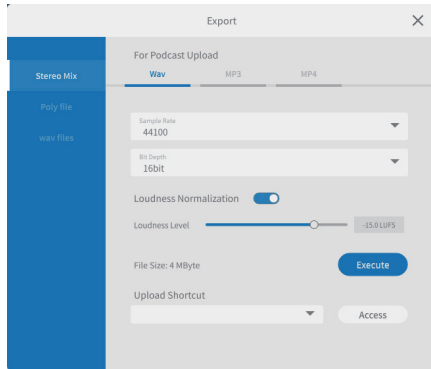 Export
For Podcast Upload
Stereo Mix
Wav MP3 MP4
Poly file
wav files
Sample Rate
44100
Bit Depth
16bit
Loudness Normalization
Loudness Level -15.0 LUFS
File Size: 4 MByte
Execute
Upload Shortcut
Access